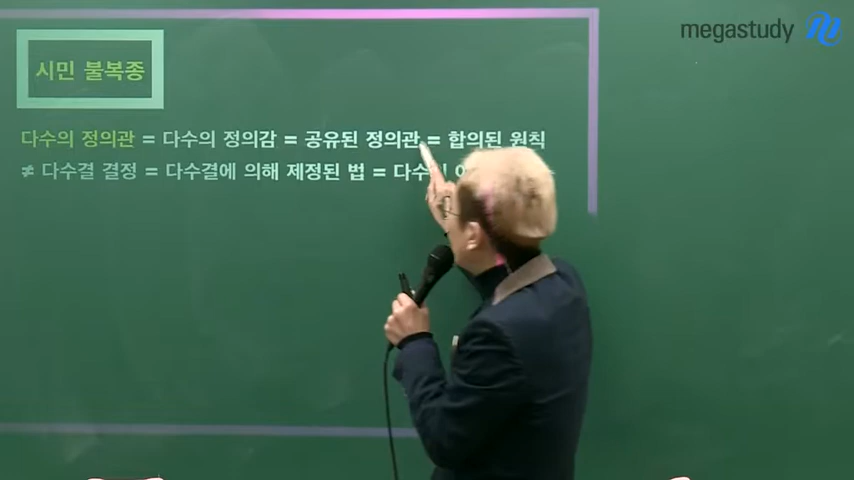 megastudy
시민 불복종
다수의 정의관 = 다수의 정의감 = 공유된 정의관 = 합의된 원칙
≠ 다수결 결정 = 다수결에 의해 제정된 법 =